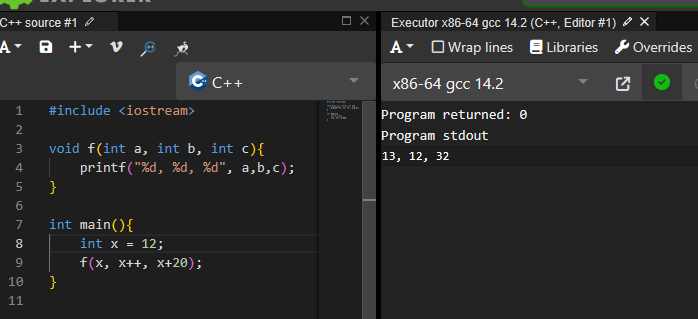 EXPLORER
C++ source #1
A
+
C++
1 #include <iostream>
2
3 void f(int a, int b, int c){
4 printf("%d, %d, %d", a,b,c);
5 }
6
7 int main(){
8 int x = 12;
9 f(x, x++, x+20);
10 }
11
Executor x86-64 gcc 14.2 (C++, Editor #1)
A
Wrap lines
Libraries
Overrides
x86-64 gcc 14.2
Program returned: 0
Program stdout
13, 12, 32